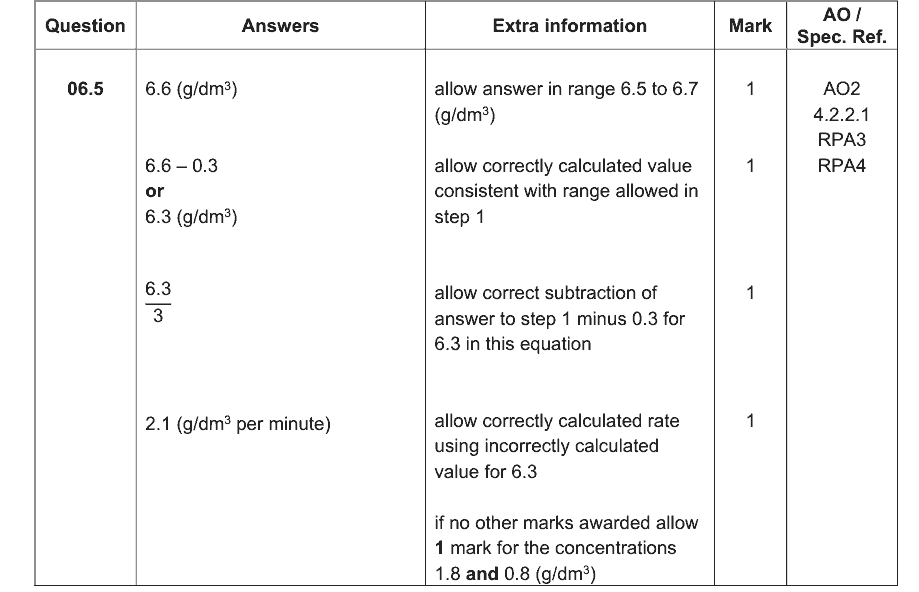 Question Answers Extra information Mark AO / Spec. Ref.
06.5 6.6 (g/dm³) allow answer in range 6.5 to 6.7 1 AO2
(g/dm³) 4.2.2.1
RPA3
6.6 – 0.3 allow correctly calculated value 1 RPA4
or consistent with range allowed in
6.3 (g/dm³) step 1
6.3 allow correct subtraction of 1
3 answer to step 1 minus 0.3 for
6.3 in this equation
2.1 (g/dm³ per minute) allow correctly calculated rate 1
using incorrectly calculated
value for 6.3
if no other marks awarded allow
1 mark for the concentrations
1.8 and 0.8 (g/dm³)